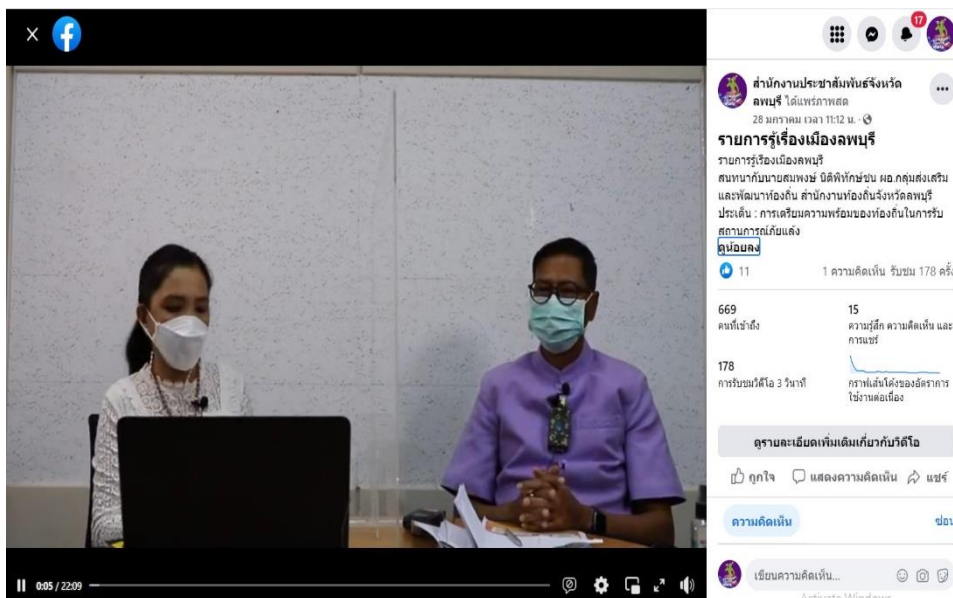 17
สำนักงานประชาสัมพันธ์จังหวัด
ลพบุรี ได้แพร่ภาพสด
28 มกราคม เวลา 11:12 น. ·
รายการรู้เรื่องเมืองลพบุรี
รายการรู้เรื่องเมืองลพบุรี
สนทนากับนายสมพงษ์ นิติพิทักษ์ชน ผอ.กลุ่มส่งเสริม
และพัฒนาท้องถิ่น สำนักงานท้องถิ่นจังหวัดลพบุรี
ประเด็น : การเตรียมความพร้อมของท้องถิ่นในการรับ
สถานการณ์ภัยแล้ง
ดูน้อยลง
11
1 ความคิดเห็น รับชม 178 ครั้ง
669
คนที่เข้าถึง
15
ความรู้สึก ความคิดเห็น และ
การแชร์
178
การรับชมวิดีโอ 3 วินาที
กราฟเส้นโค้งของอัตราการ
ใช้งานต่อเนื่อง
ดูรายละเอียดเพิ่มเติมเกี่ยวกับวิดีโอ
ถูกใจ แสดงความคิดเห็น แชร์
ความคิดเห็น
ซ่อน
เขียนความคิดเห็น...
Activate Windows
0:05 / 22:09